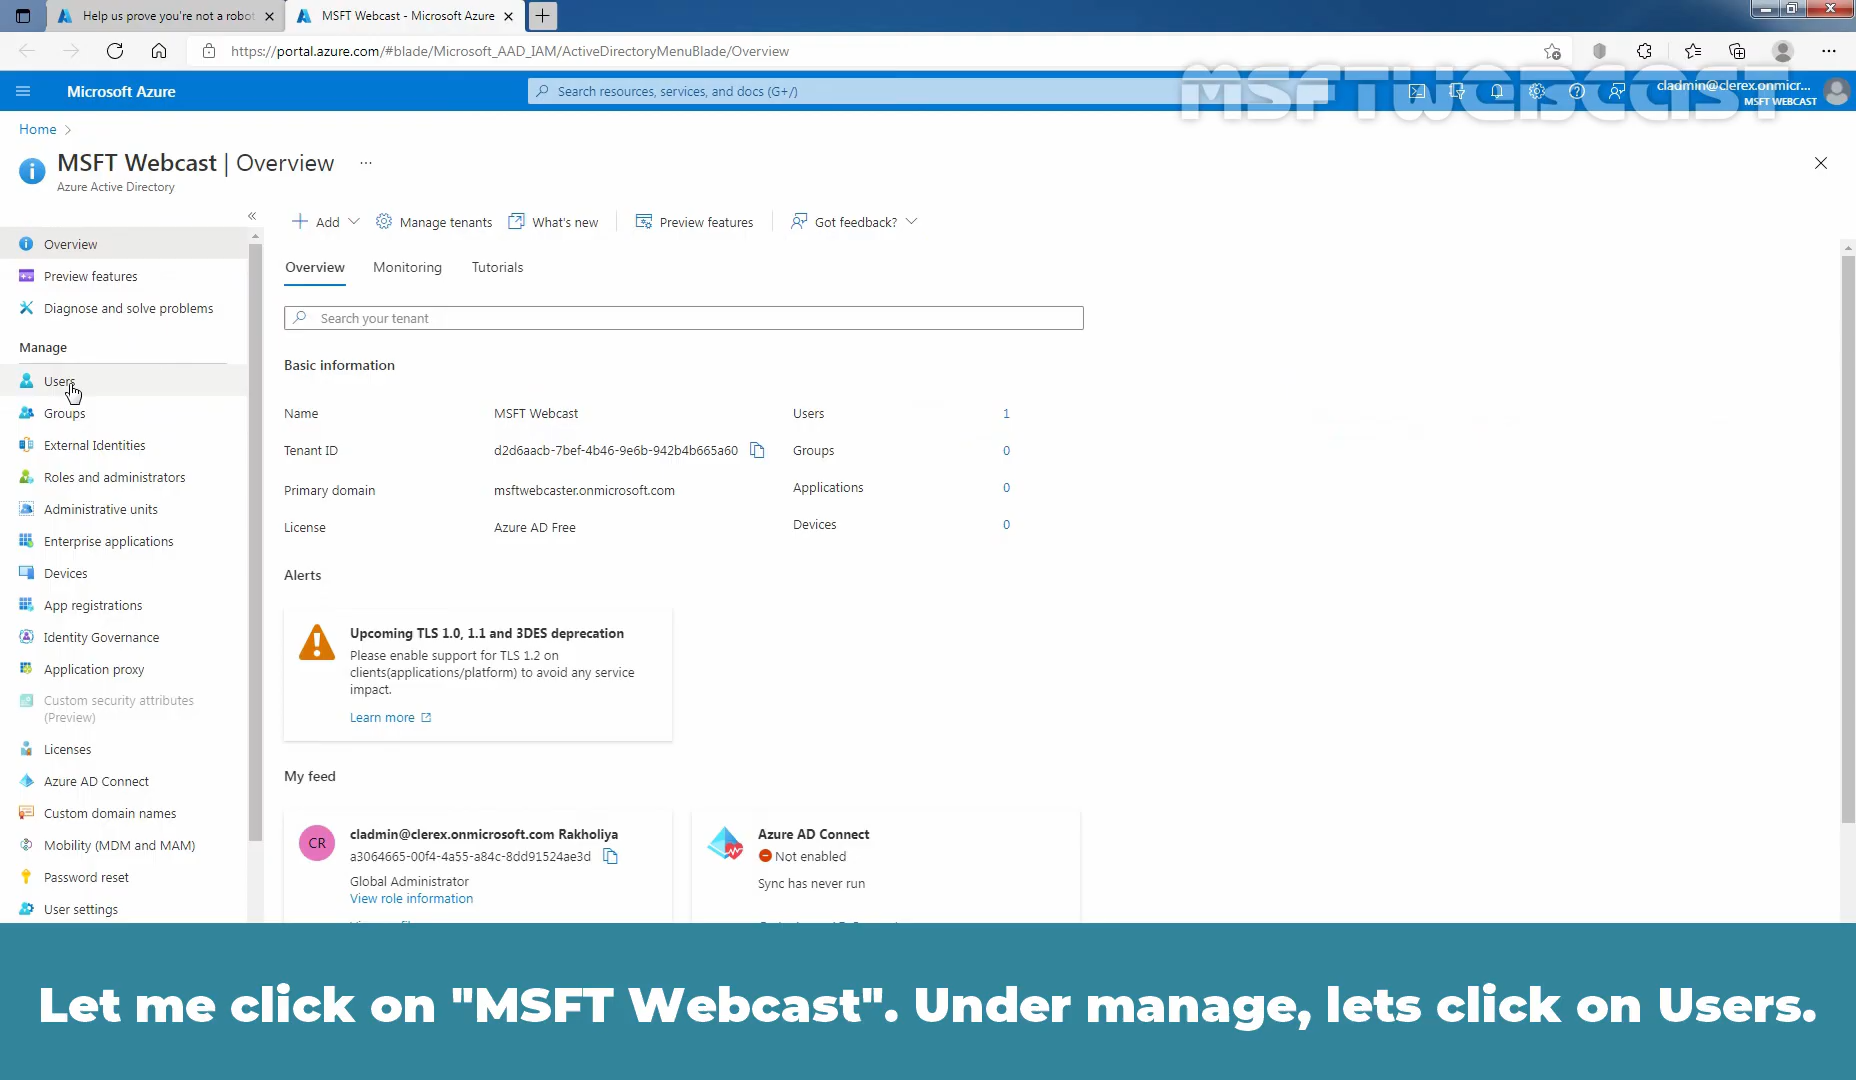 Help us prove you're not a robo
MSFT Webcast - Microsoft Azure
https://portal.azure.com/#blade/Microsoft_AAD_IAM/ActiveDirectoryMenuBlade/Overview
MSFTWEBCAST
Microsoft Azure
Search resources, services, and docs (G+/)
cladmin@clerex.onmicr...
MSFT WEBCAST
Home
MSFT Webcast | Overview
Azure Active Directory
Overview
Preview features
Diagnose and solve problems
Manage
Users
Groups
External Identities
Roles and administrators
Administrative units
Enterprise applications
Devices
App registrations
Identity Governance
Application proxy
Custom security attributes
(Preview)
Licenses
Azure AD Connect
Custom domain names
Mobility (MDM and MAM)
Password reset
User settings
Add
Manage tenants
What's new
Preview features
Got feedback?
Overview
Monitoring
Tutorials
Search your tenant
Basic information
Name MSFT Webcast Users 1
Tenant ID d2d6aacb-7bef-4b46-9e6b-942b4b665a60 Groups 0
Primary domain msftwebcaster.onmicrosoft.com Applications 0
License Azure AD Free Devices 0
Alerts
Upcoming TLS 1.0, 1.1 and 3DES deprecation
Please enable support for TLS 1.2 on
clients(applications/platform) to avoid any service
impact.
Learn more
My feed
CR
cladmin@clerex.onmicrosoft.com Rakholiya
a3064665-00f4-4a55-a84c-8dd91524ae3d
Global Administrator
View role information
Azure AD Connect
Not enabled
Sync has never run
Let me click on "MSFT Webcast". Under manage, lets click on Users.